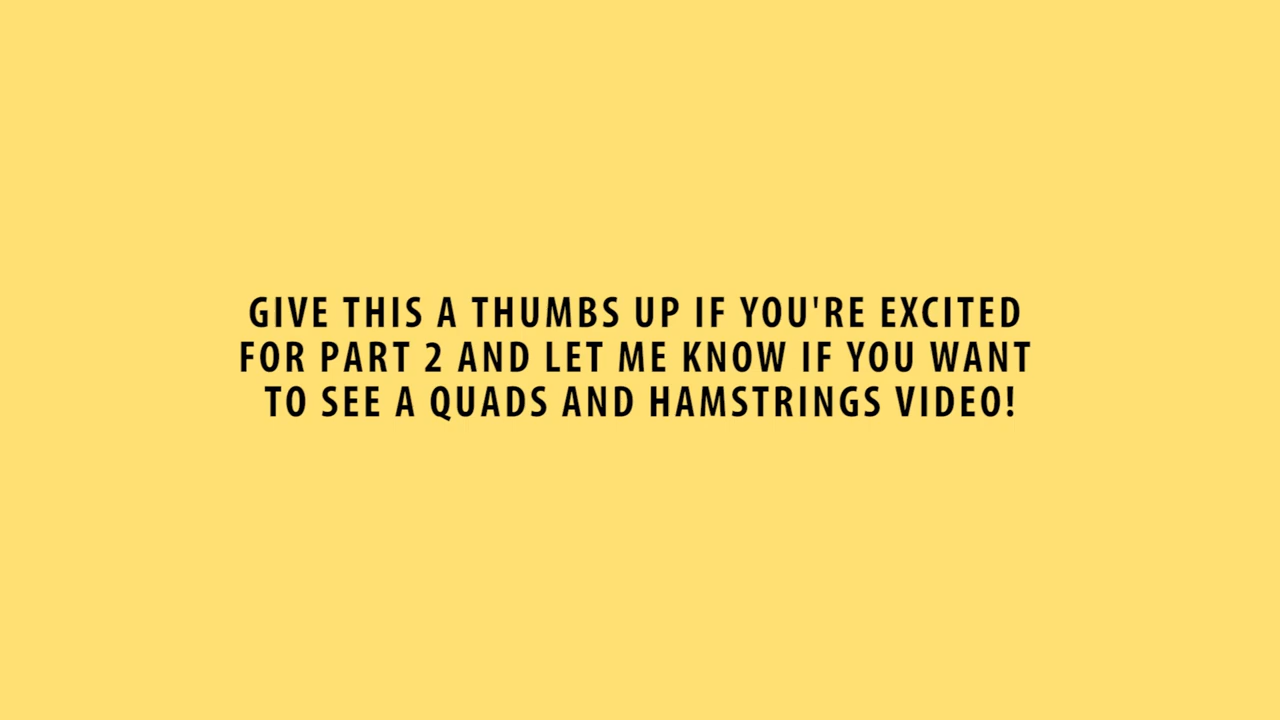 GIVE THIS A THUMBS UP IF YOU'RE EXCITED
FOR PART 2 AND LET ME KNOW IF YOU WANT
TO SEE A QUADS AND HAMSTRINGS VIDEO!